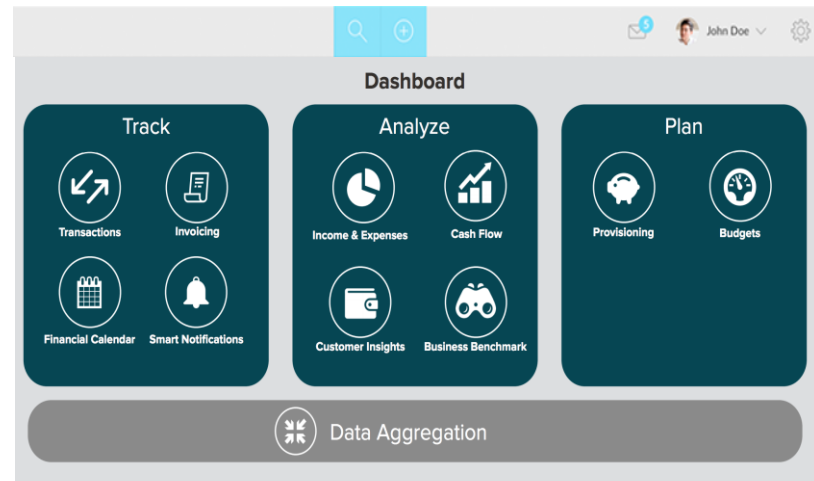 5
John Doe
Dashboard
Track
Transactions
Invoicing
Financial Calendar
Smart Notifications
Analyze
Income & Expenses
Cash Flow
Customer Insights
Business Benchmark
Plan
Provisioning
Budgets
Data Aggregation